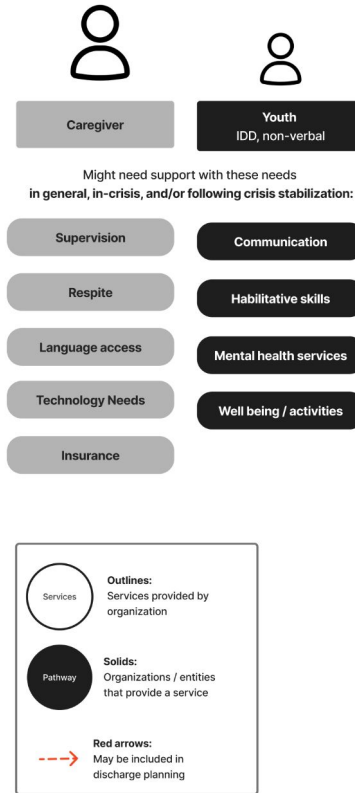 Caregiver
Youth
IDD, non-verbal
Might need support with these needs
in general, in-crisis, and/or following crisis stabilization:
Supervision
Respite
Language access
Technology Needs
Insurance
Communication
Habilitative skills
Mental health services
Well being / activities
Services
Outlines:
Services provided by
organization
Pathway
Solids:
Organizations / entities
that provide a service
Red arrows:
May be included in
discharge planning